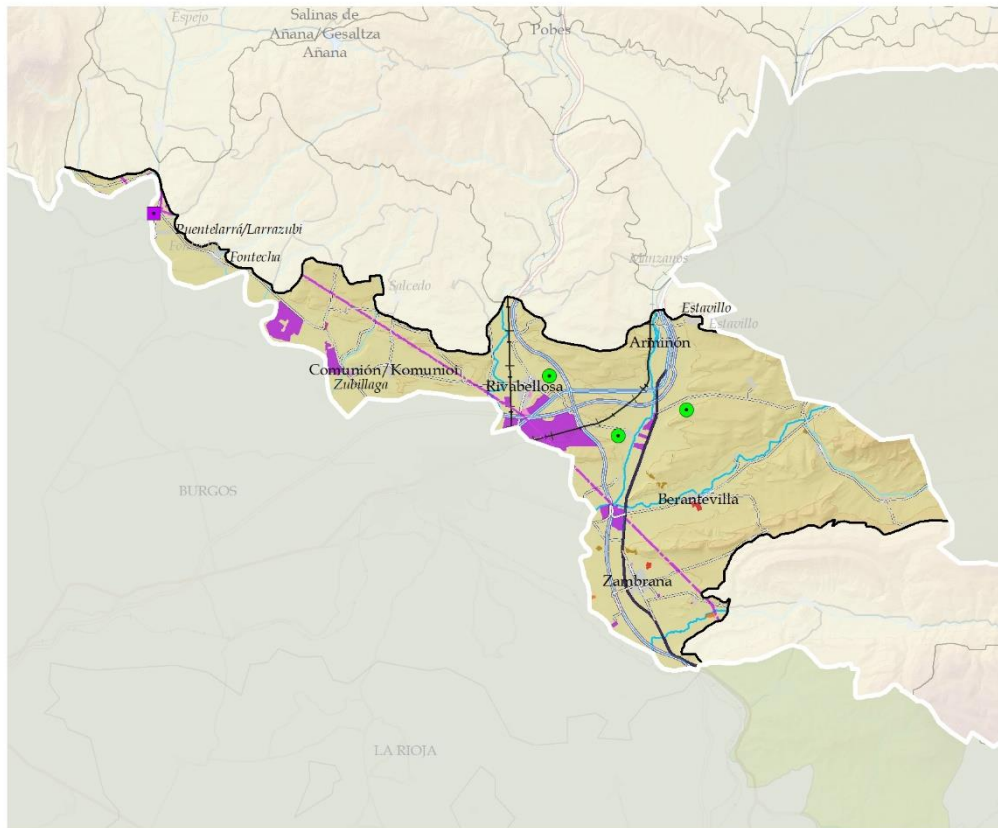 Espejo
Salinas de
Añana/Gesaltza
Añana
Pobes
Puentelarrá/Larrazubi
Fontecha
Salcedo
Manzanos
Estavillo
Estavillo
Armiñón
Comunión/Komunioi
Zubillaga
Rivabellosa
BURGOS
Berantevilla
Zambrana
LA RIOJA